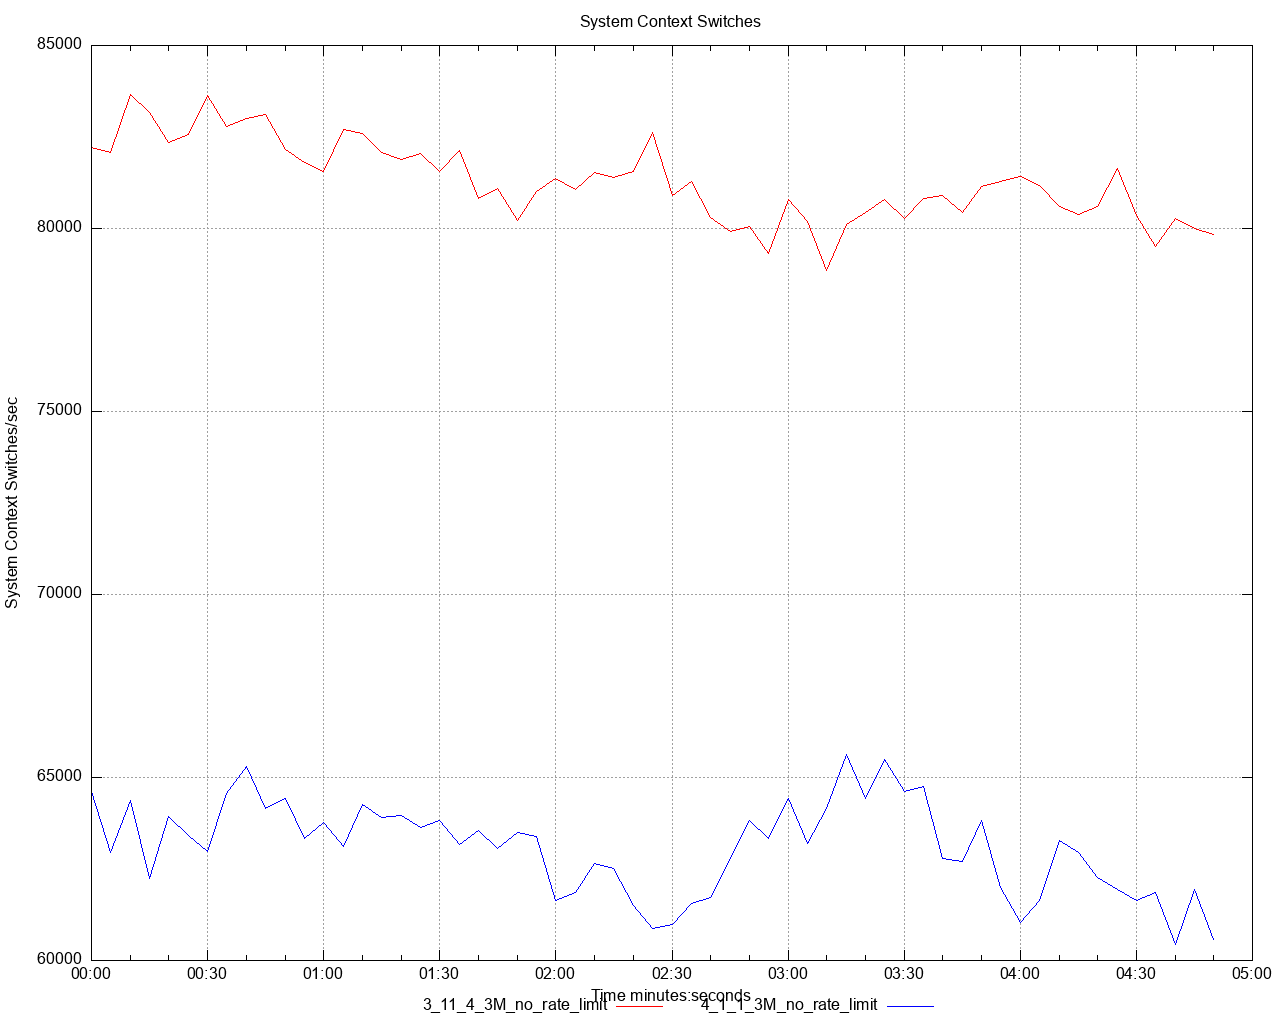 System Context Switches
85000
80000
75000
70000
65000
60000
System Context Switches/sec
00:00 00:30 01:00 01:30 02:00 02:30 03:00 03:30 04:00 04:30 05:00
Time minutes:seconds
3_11_4_3M_no_rate_limit 4_1_1_3M_no_rate_limit